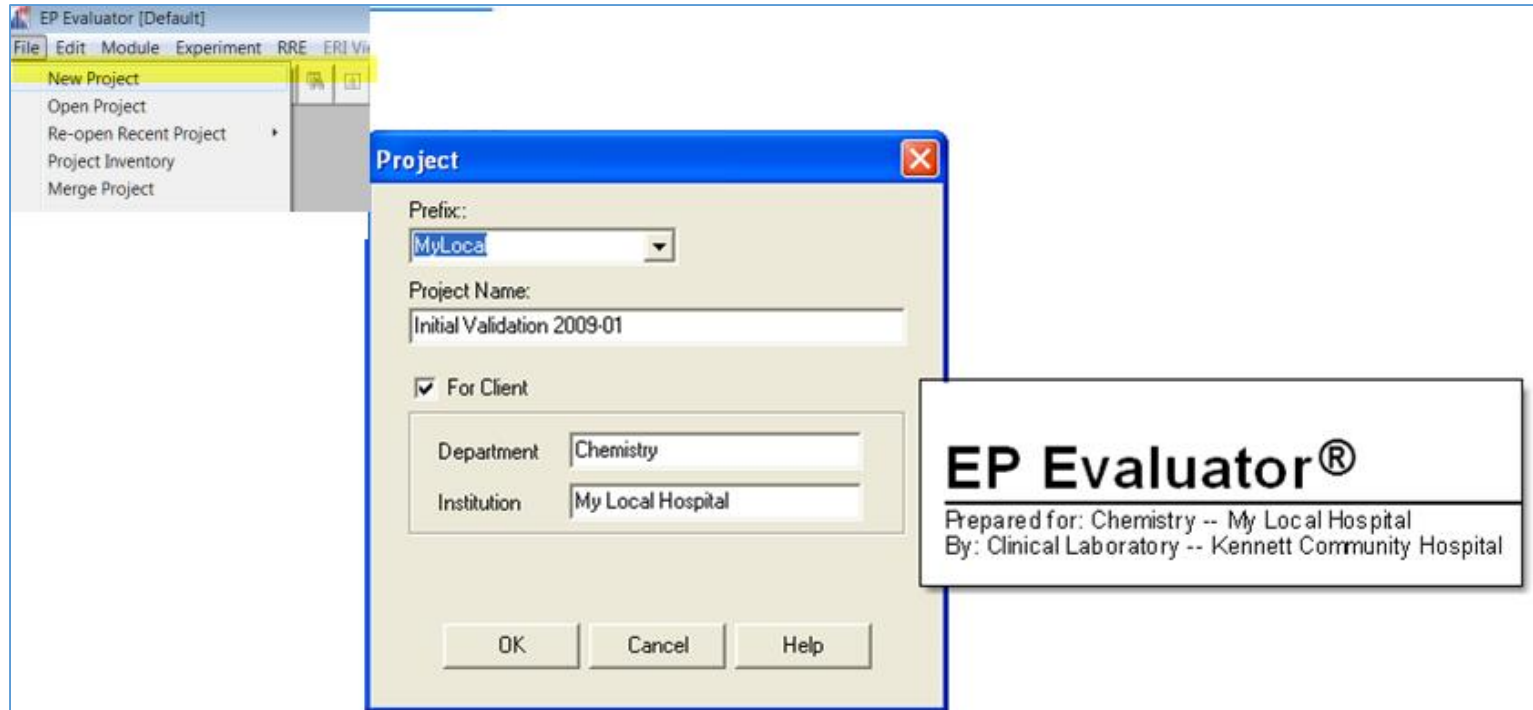 EP Evaluator [Default]
File Edit Module Experiment RRE ERI Vi
New Project
Open Project
Re-open Recent Project
Project Inventory
Merge Project
Project
Prefix::
MyLocal
Project Name:
Initial Validation 2009-01
For Client
Department Chemistry
Institution My Local Hospital
OK Cancel Help
EP Evaluator®
Prepared for: Chemistry -- My Local Hospital
By: Clinical Laboratory -- Kennett Community Hospital